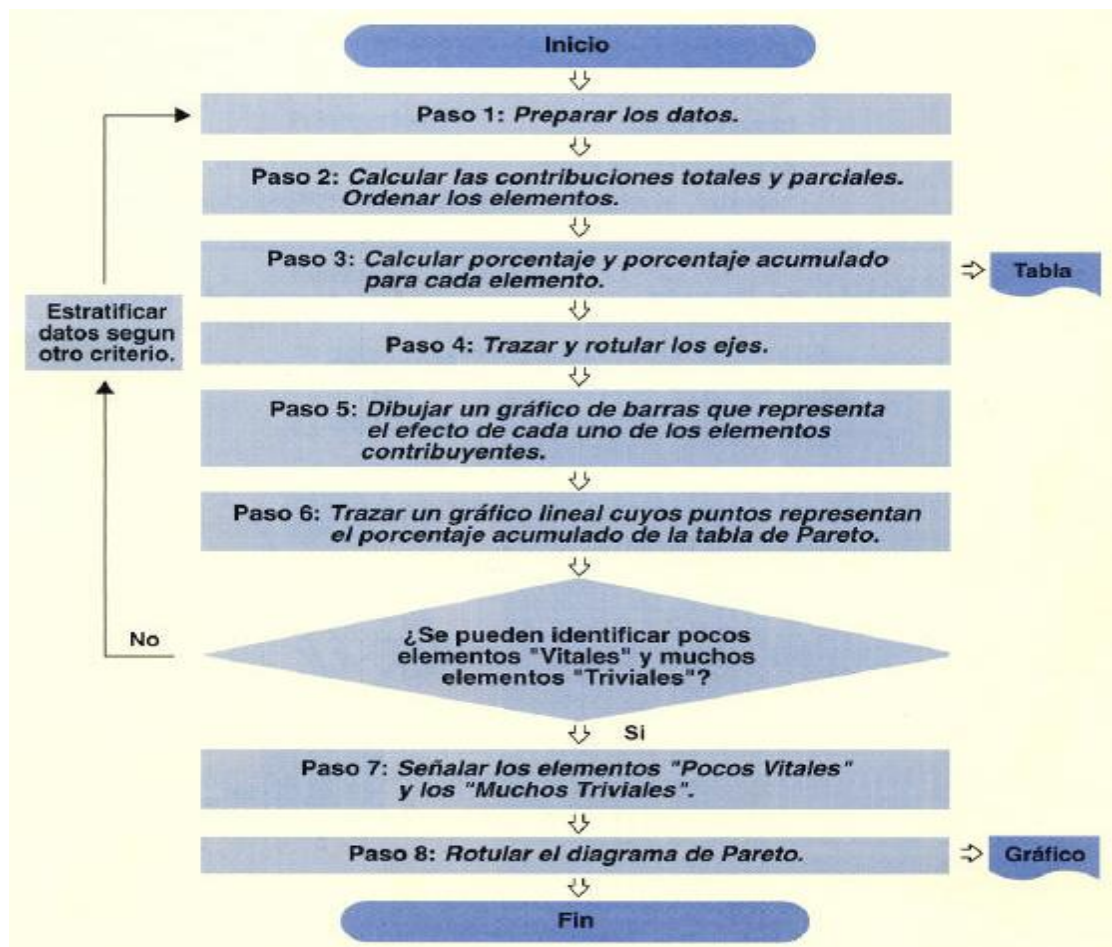 Inicio
Paso 1: Preparar los datos.
Paso 2: Calcular las contribuciones totales y parciales.
Ordenar los elementos.
Paso 3: Calcular porcentaje y porcentaje acumulado
para cada elemento.
Tabla
Estratificar
datos segun
otro criterio.
Paso 4: Trazar y rotular los ejes.
Paso 5: Dibujar un gráfico de barras que representa
el efecto de cada uno de los elementos
contribuyentes.
Paso 6: Trazar un gráfico lineal cuyos puntos representan
el porcentaje acumulado de la tabla de Pareto.
No
¿Se pueden identificar pocos
elementos "Vitales" y muchos
elementos "Triviales"?
Si
Paso 7: Señalar los elementos "Pocos Vitales"
y los "Muchos Triviales".
Paso 8: Rotular el diagrama de Pareto.
Gráfico
Fin